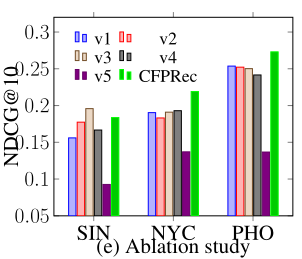 NDCG@10
0.3
0.25
0.2
0.15
0.1
0.05
v1 v2
v3 v4
v5 CFPRec
SIN NYC PHO
(e) Ablation study